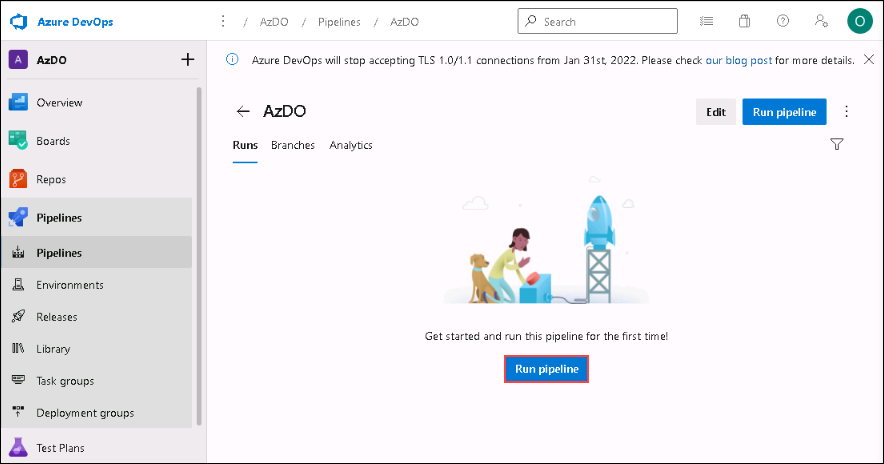 Azure DevOps
/ AzDO / Pipelines / AzDO
Search
O
A AzDO
Azure DevOps will stop accepting TLS 1.0/1.1 connections from Jan 31st, 2022. Please check our blog post for more details.
Overview
Boards
Repos
Pipelines
Pipelines
Environments
Releases
Library
Task groups
Deployment groups
Test Plans
AzDO
Edit
Run pipeline
Runs Branches Analytics
Get started and run this pipeline for the first time!
Run pipeline